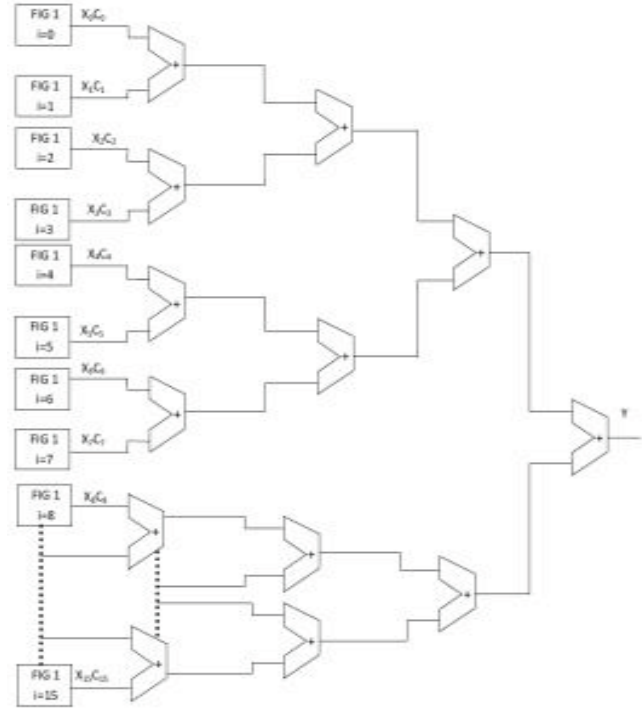 FIG 1
i=0
X₀C₀
+
FIG 1
i=1
X₁C₁
+
FIG 1
i=2
X₂C₂
+
FIG 1
i=3
X₃C₃
+
FIG 1
i=4
X₄C₄
+
FIG 1
i=5
X₅C₅
+
FIG 1
i=6
X₆C₆
+
FIG 1
i=7
X₇C₇
+
Y
+
FIG 1
i=8
X₈C₈
+
+
+
+
+
FIG 1
i=15
X₁₅C₁₅